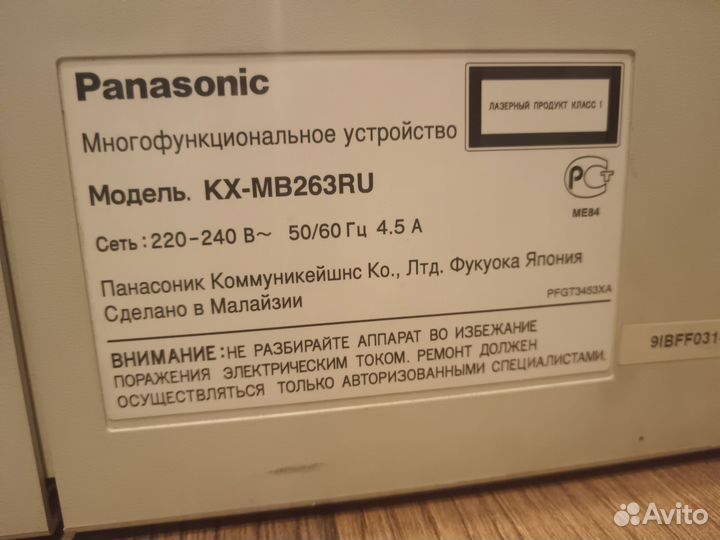 Panasonic
ЛАЗЕРНЫЙ ПРОДУКТ КЛАСС 1
Многофункциональное устройство
Модель. KX-MB263RU
РСТ
ME84
Сеть: 220-240 В~ 50/60 Гц 4.5 А
Панасоник Коммуникейшнс Ко., Лтд. Фукуока Япония
Сделано в Малайзии
PFGT3453XA
ВНИМАНИЕ: НЕ РАЗБИРАЙТЕ АППАРАТ ВО ИЗБЕЖАНИЕ
ПОРАЖЕНИЯ ЭЛЕКТРИЧЕСКИМ ТОКОМ. РЕМОНТ ДОЛЖЕН
ОСУЩЕСТВЛЯТЬСЯ ТОЛЬКО АВТОРИЗОВАННЫМИ СПЕЦИАЛИСТАМИ.
Avito